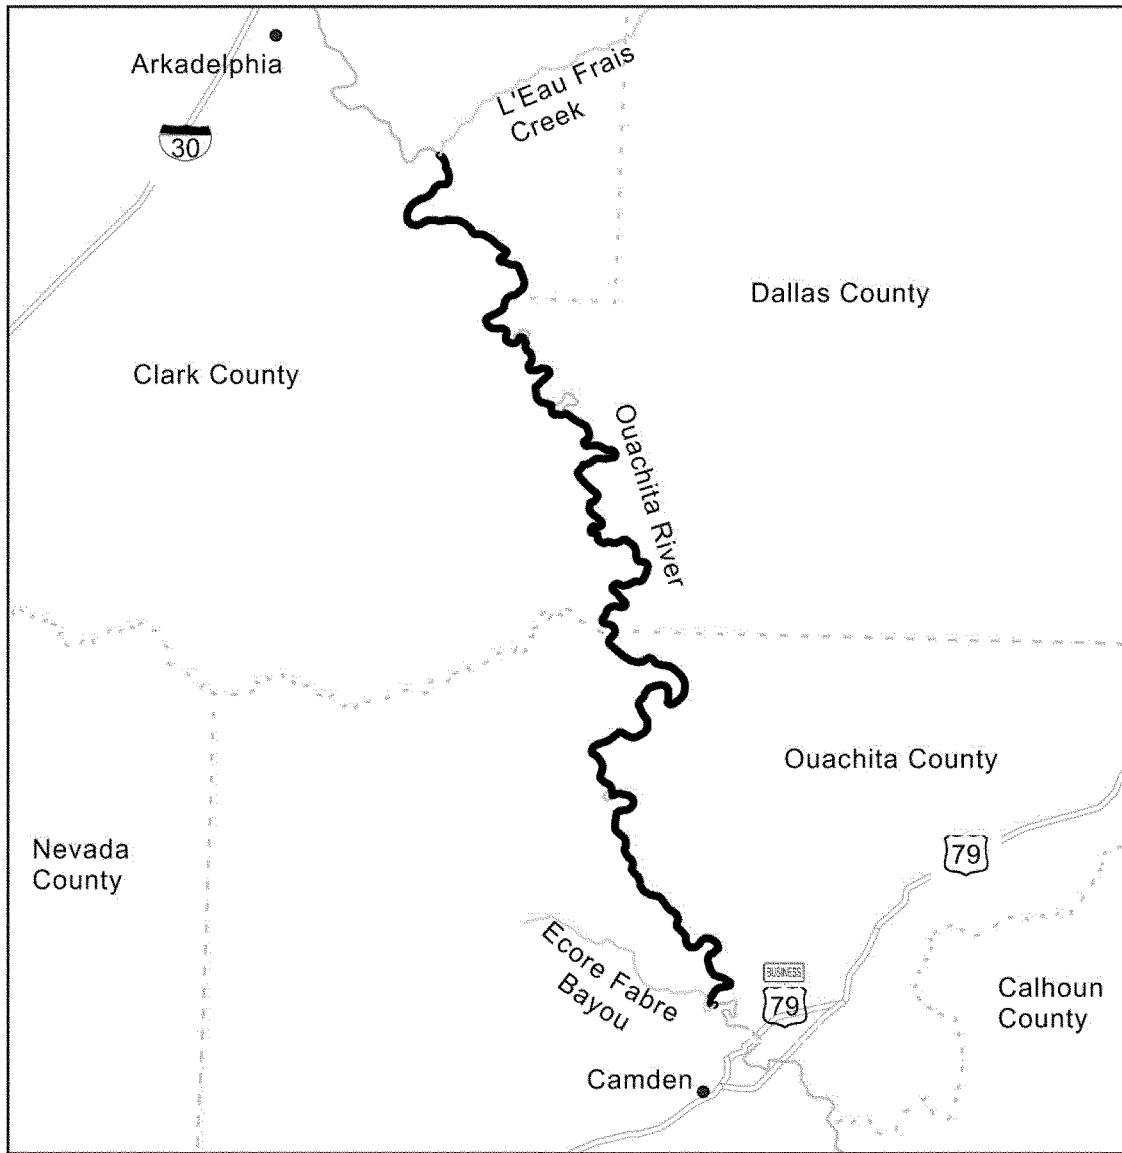 Arkadelphia
L'Eau Frais
Creek
30
Dallas County
Clark County
Ouachita River
Ouachita County
79
Nevada
County
Ecore Fabre
Bayou
BUSINESS
79
Calhoun
County
Camden